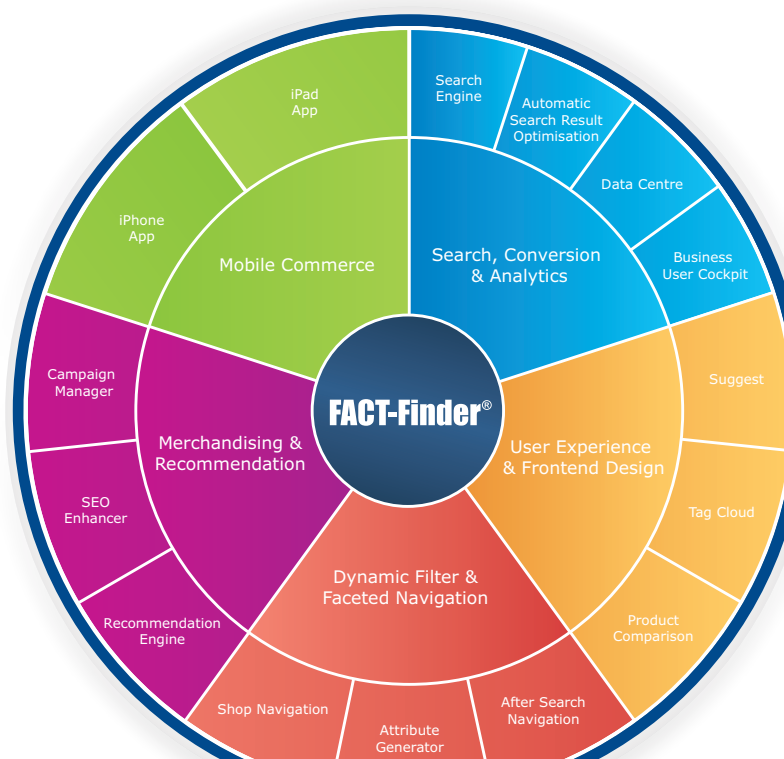 iPad
App
Search
Engine
Automatic
Search Result
Optimisation
Data Centre
iPhone
App
Mobile Commerce
Search, Conversion
& Analytics
Business
User Cockpit
Campaign
Manager
Suggest
FACT-Finder®
Merchandising &
Recommendation
User Experience
& Frontend Design
SEO
Enhancer
Tag Cloud
Dynamic Filter &
Faceted Navigation
Recommendation
Engine
Product
Comparison
Shop Navigation
Attribute
Generator
After Search
Navigation